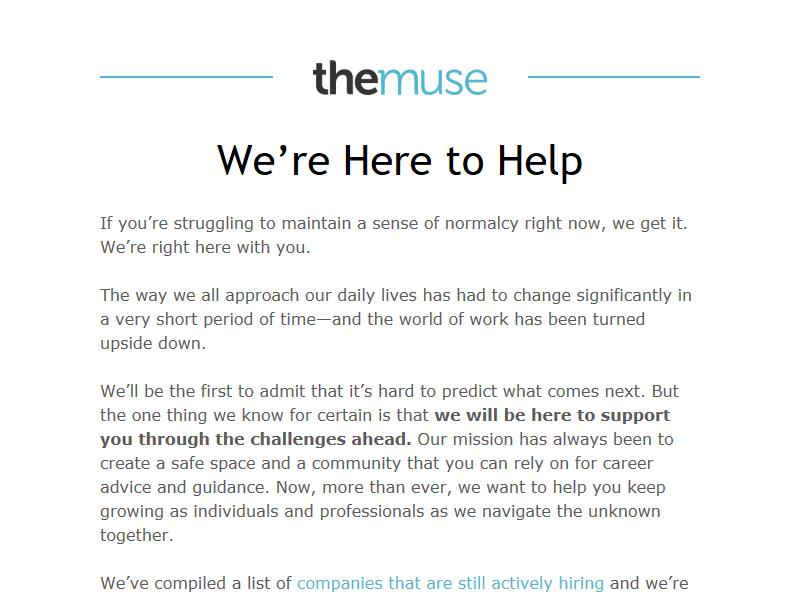 themuse
We’re Here to Help
If you’re struggling to maintain a sense of normalcy right now, we get it.
We’re right here with you.
The way we all approach our daily lives has had to change significantly in
a very short period of time—and the world of work has been turned
upside down.
We’ll be the first to admit that it’s hard to predict what comes next. But
the one thing we know for certain is that we will be here to support
you through the challenges ahead. Our mission has always been to
create a safe space and a community that you can rely on for career
advice and guidance. Now, more than ever, we want to help you keep
growing as individuals and professionals as we navigate the unknown
together.
We’ve compiled a list of companies that are still actively hiring and we’re